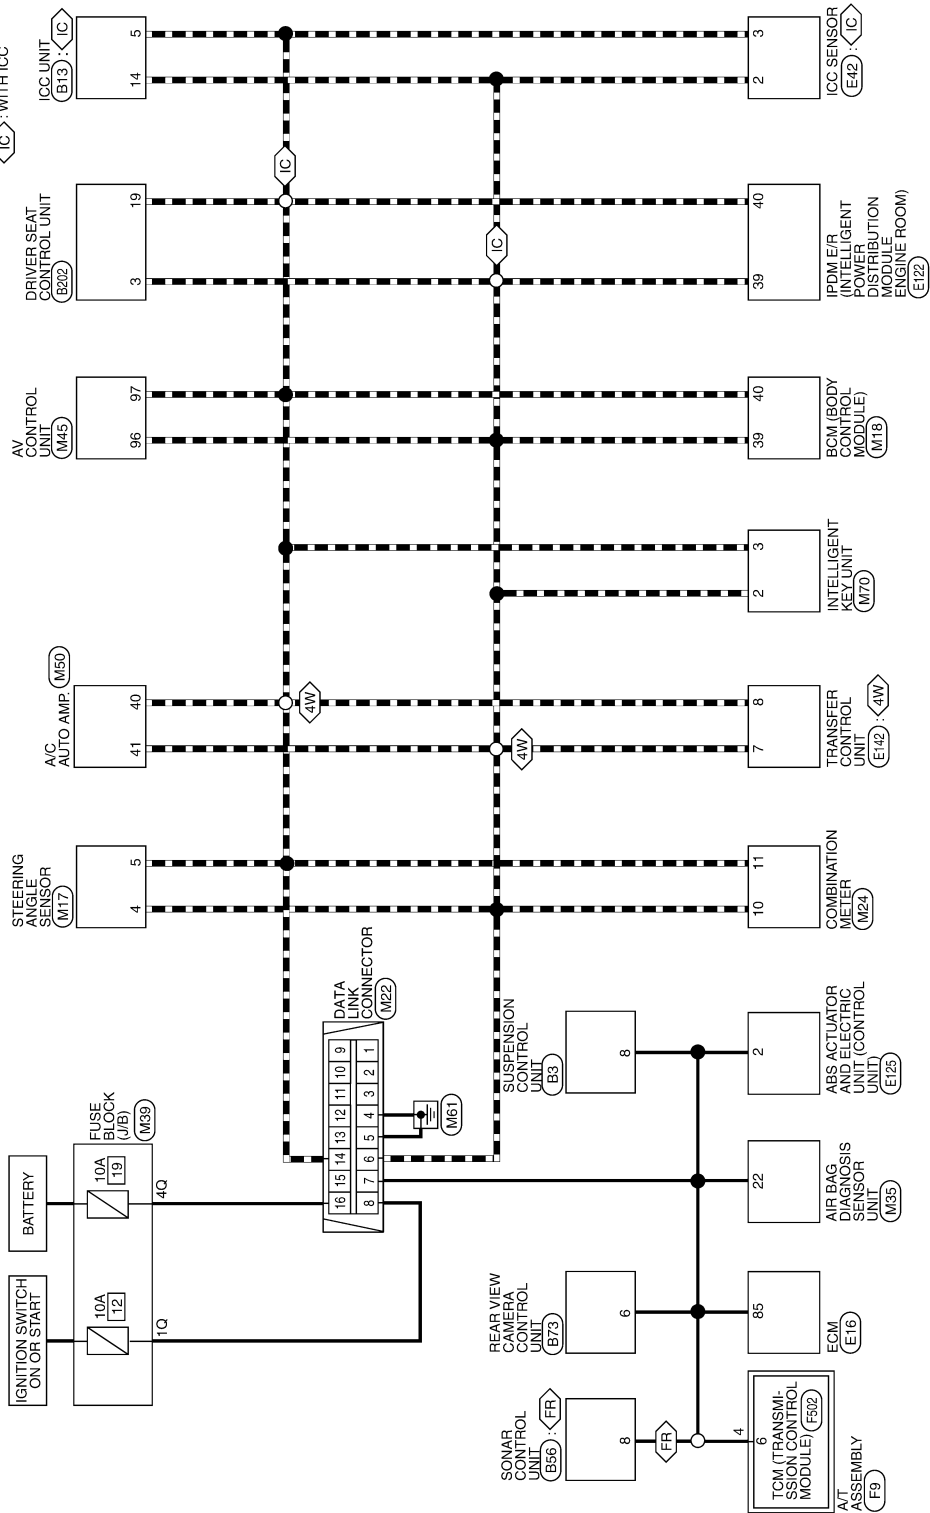 IGNITION SWITCH
ON OR START
BATTERY
10A
12
10A
19
FUSE
BLOCK
(J/B)
M39
1Q
4Q
DATA
LINK
CONNECTOR
M22
16 15 14 13 12 11 10 9
8 7 6 5 4 3 2 1
M61
STEERING
ANGLE
SENSOR
M17
4 5
A/C
AUTO AMP.
M50
41 40
AV
CONTROL
UNIT
M45
96 97
DRIVER SEAT
CONTROL UNIT
B202
3 19
ICC UNIT
B13 : IC
14 5
IC : WITH ICC
4W
4W
IC
IC
SONAR
CONTROL
UNIT
B56 : FR
8
FR
REAR VIEW
CAMERA
CONTROL
UNIT
B73
6
SUSPENSION
CONTROL
UNIT
B3
8
4
6
TCM (TRANSMI-
SSION CONTROL
MODULE)
F502
A/T
ASSEMBLY
F9
85
ECM
E16
22
AIR BAG
DIAGNOSIS
SENSOR
UNIT
M35
2
ABS ACTUATOR
AND ELECTRIC
UNIT (CONTROL
UNIT)
E125
10 11
COMBINATION
METER
M24
7 8
TRANSFER
CONTROL
UNIT
E142 : 4W
2 3
INTELLIGENT
KEY UNIT
M70
39 40
BCM (BODY
CONTROL
MODULE)
M18
39 40
IPDM E/R
(INTELLIGENT
POWER
DISTRIBUTION
MODULE
ENGINE ROOM)
E122
2 3
ICC SENSOR
E42 : IC